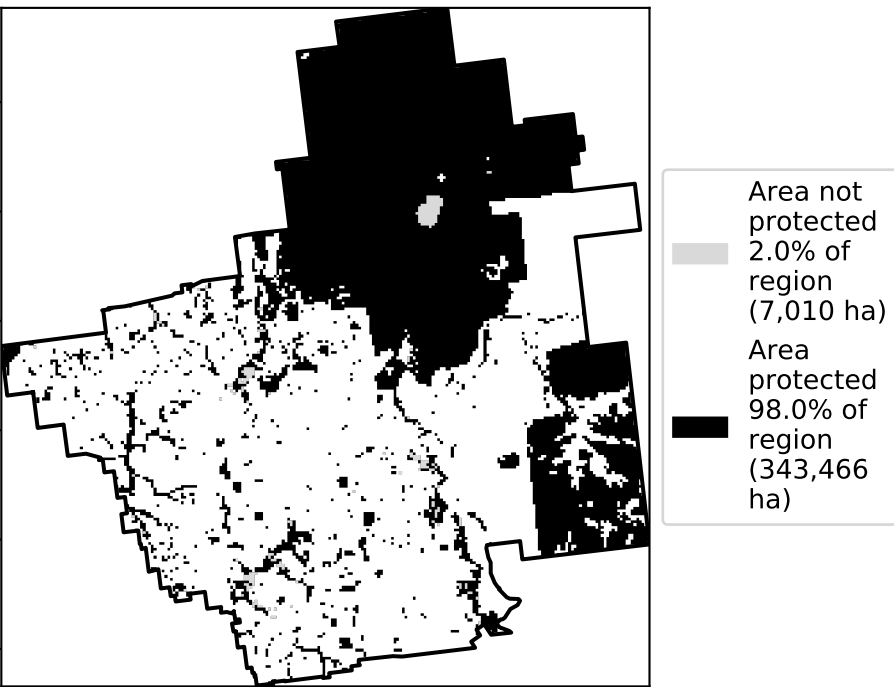 Area not
protected
2.0% of
region
(7,010 ha)
Area
protected
98.0% of
region
(343,466
ha)